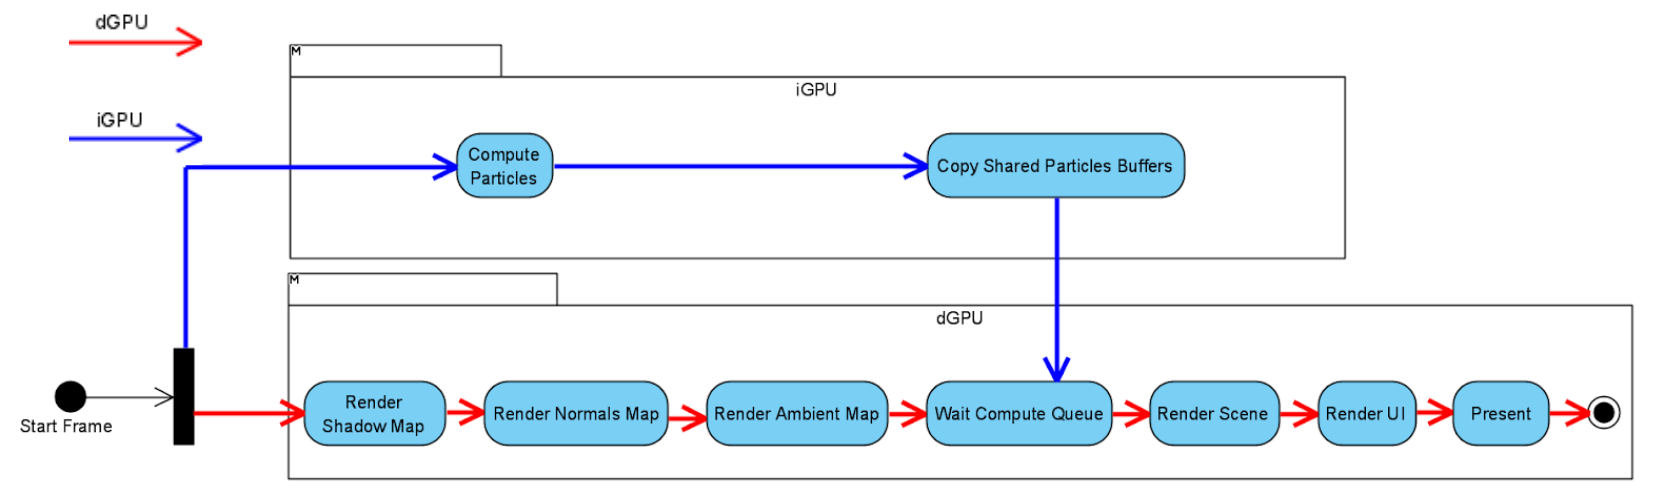 dGPU
iGPU
M
iGPU
Compute
Particles
Copy Shared Particles Buffers
M
dGPU
Start Frame
Render
Shadow Map
Render Normals Map
Render Ambient Map
Wait Compute Queue
Render Scene
Render UI
Present